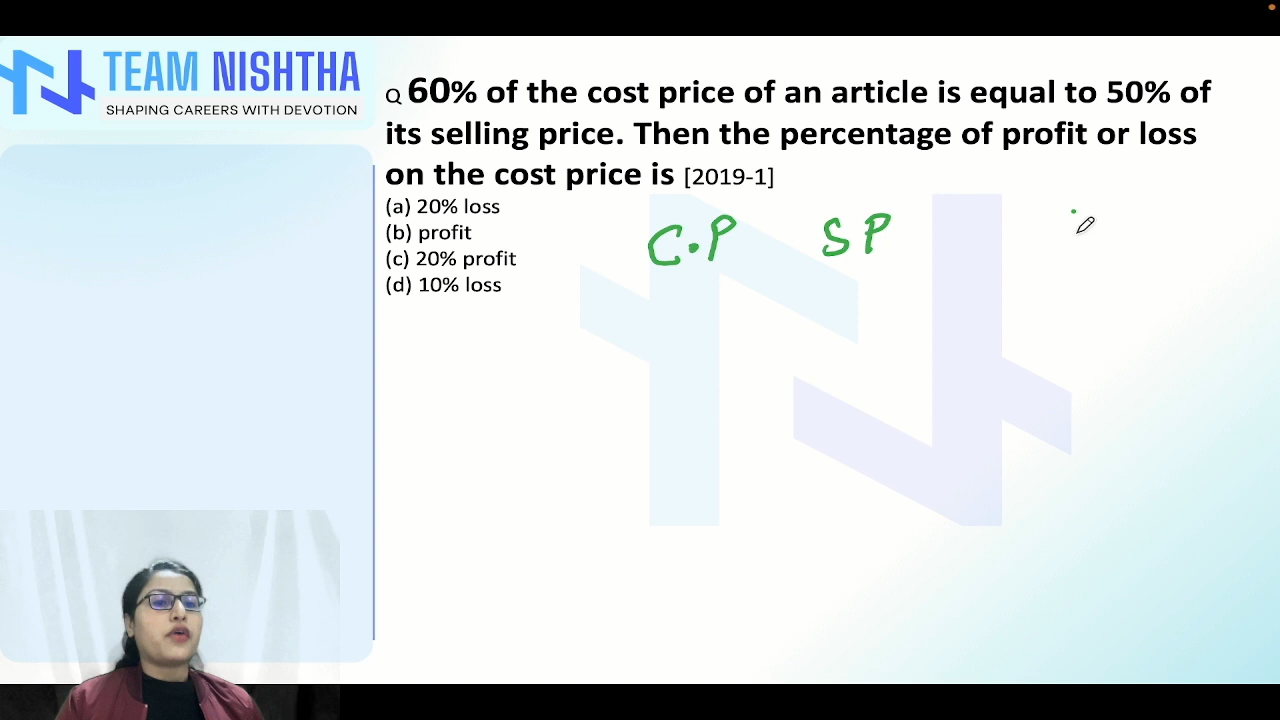 TEAM NISHTHA
SHAPING CAREERS WITH DEVOTION
Q 60% of the cost price of an article is equal to 50% of
its selling price. Then the percentage of profit or loss
on the cost price is [2019-1]
(a) 20% loss
(b) profit
(c) 20% profit
(d) 10% loss
C.P SP